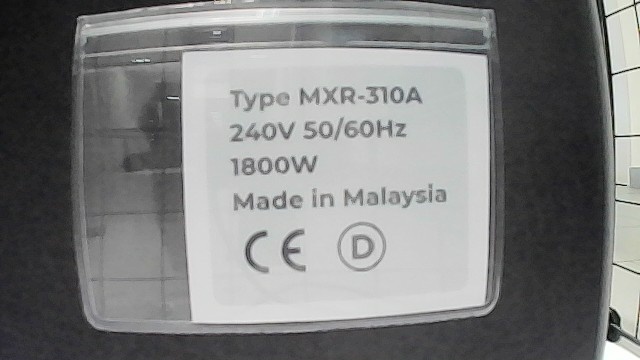 Type MXR-310A
240V 50/60Hz
1800W
Made in Malaysia
CE D